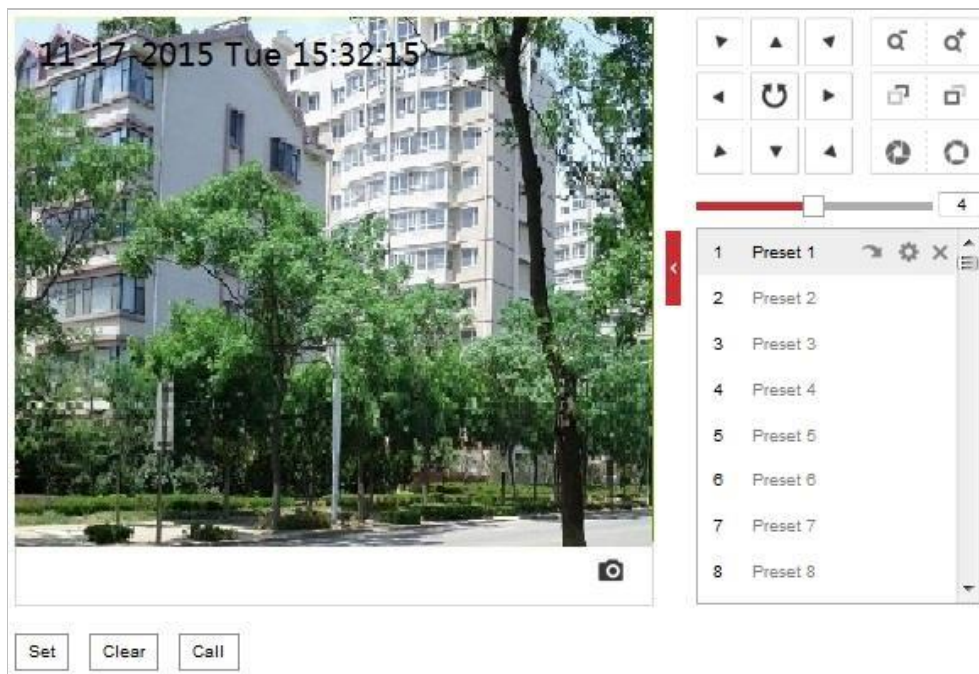 11-17-2015 Tue 15:32:15
4
1 Preset 1
2 Preset 2
3 Preset 3
4 Preset 4
5 Preset 5
6 Preset 6
7 Preset 7
8 Preset 8
Set Clear Call